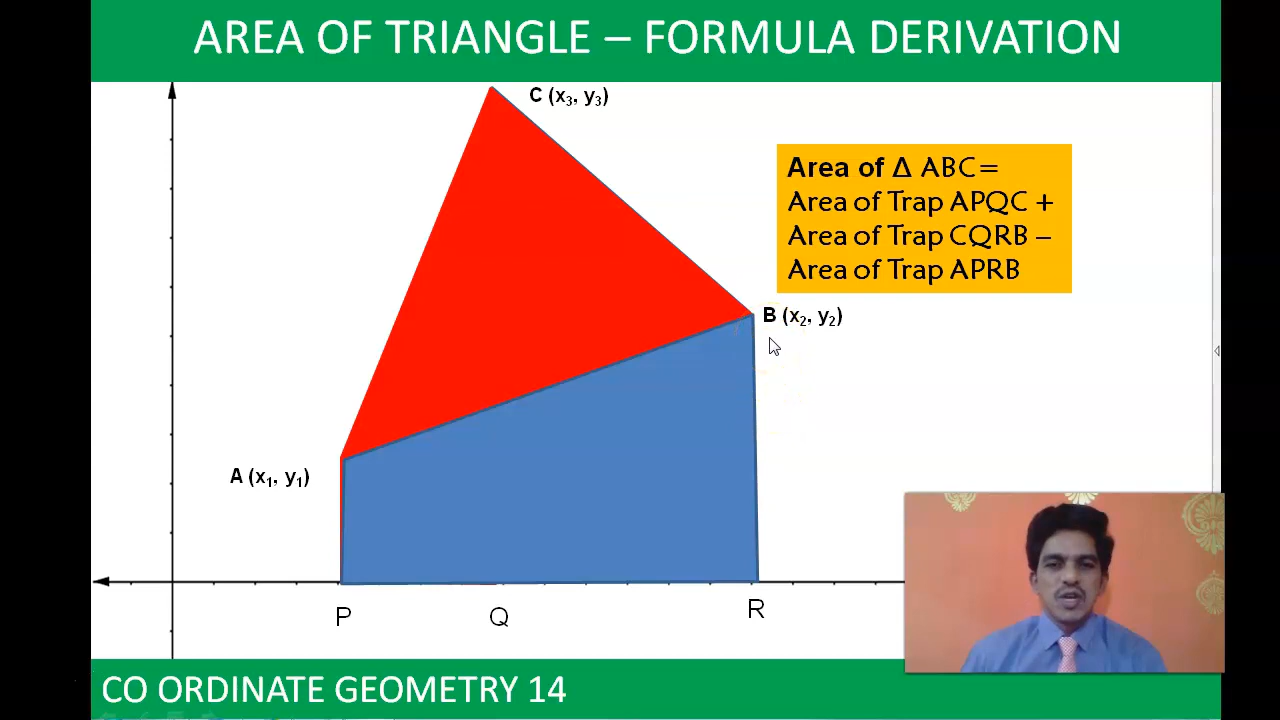 AREA OF TRIANGLE – FORMULA DERIVATION
C (x₃, y₃)
Area of Δ ABC=
Area of Trap APQC +
Area of Trap CQRB –
Area of Trap APRB
B (x₂, y₂)
A (x₁, y₁)
P
Q
R
CO ORDINATE GEOMETRY 14